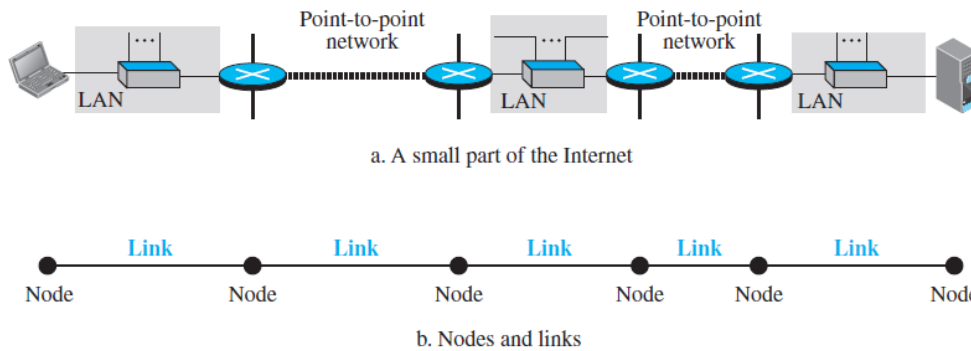 Point-to-point
network
Point-to-point
network
...
...
...
LAN
LAN
LAN
a. A small part of the Internet
Link
Link
Link
Link
Link
Node
Node
Node
Node
Node
Nod
b. Nodes and links